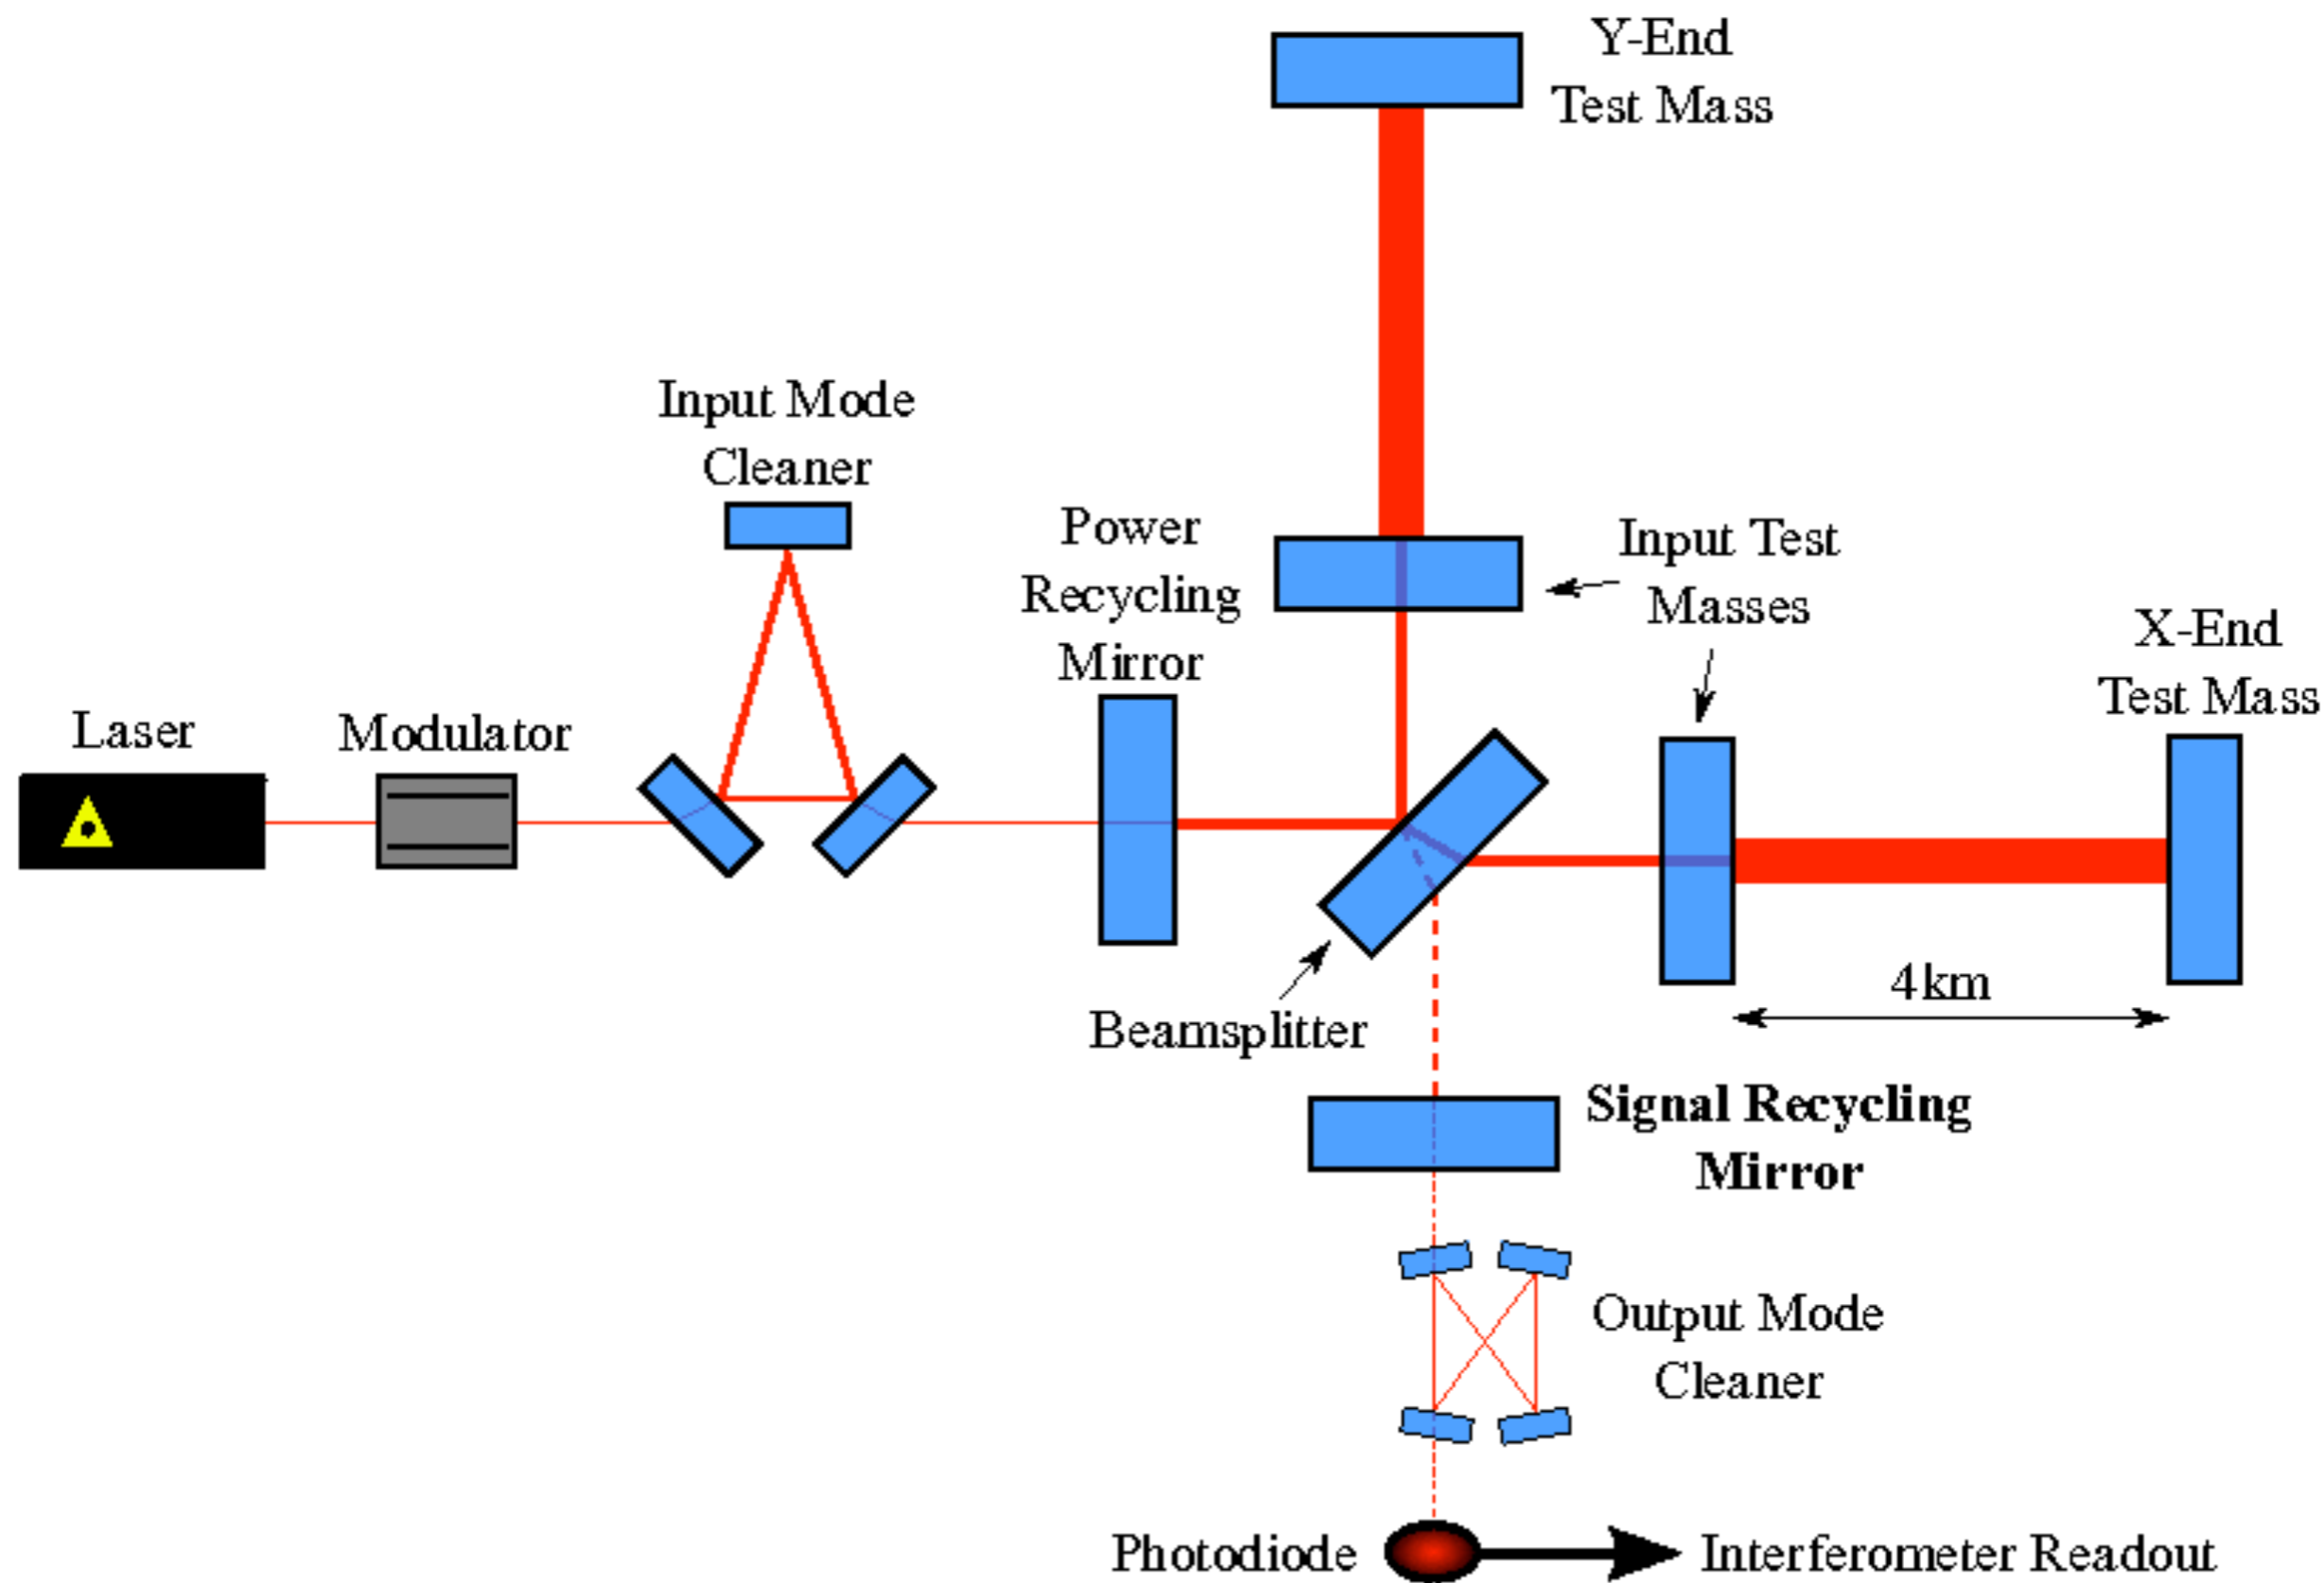 Y-End
Test Mass
Input Mode
Cleaner
Power
Recycling
Mirror
Input Test
Masses
X-End
Test Mass
Laser
Modulator
4km
Beamsplitter
Signal Recycling
Mirror
Output Mode
Cleaner
Photodiode
Interferometer Readout